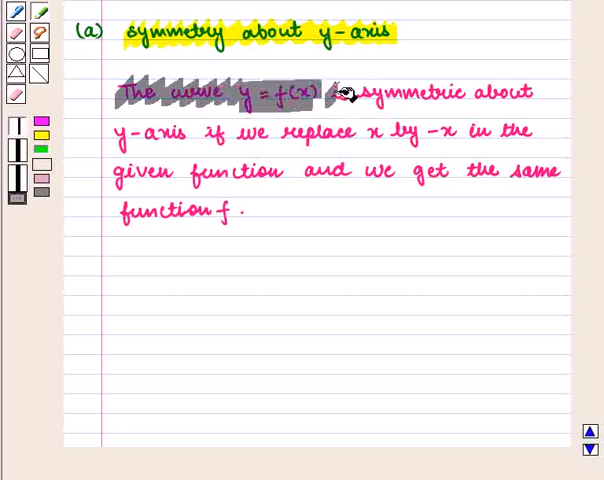 (a) symmetry about y-axis
The curve y = f(x) is symmetric about
y-axis if we replace x by -x in the
given function and we get the same
function f.